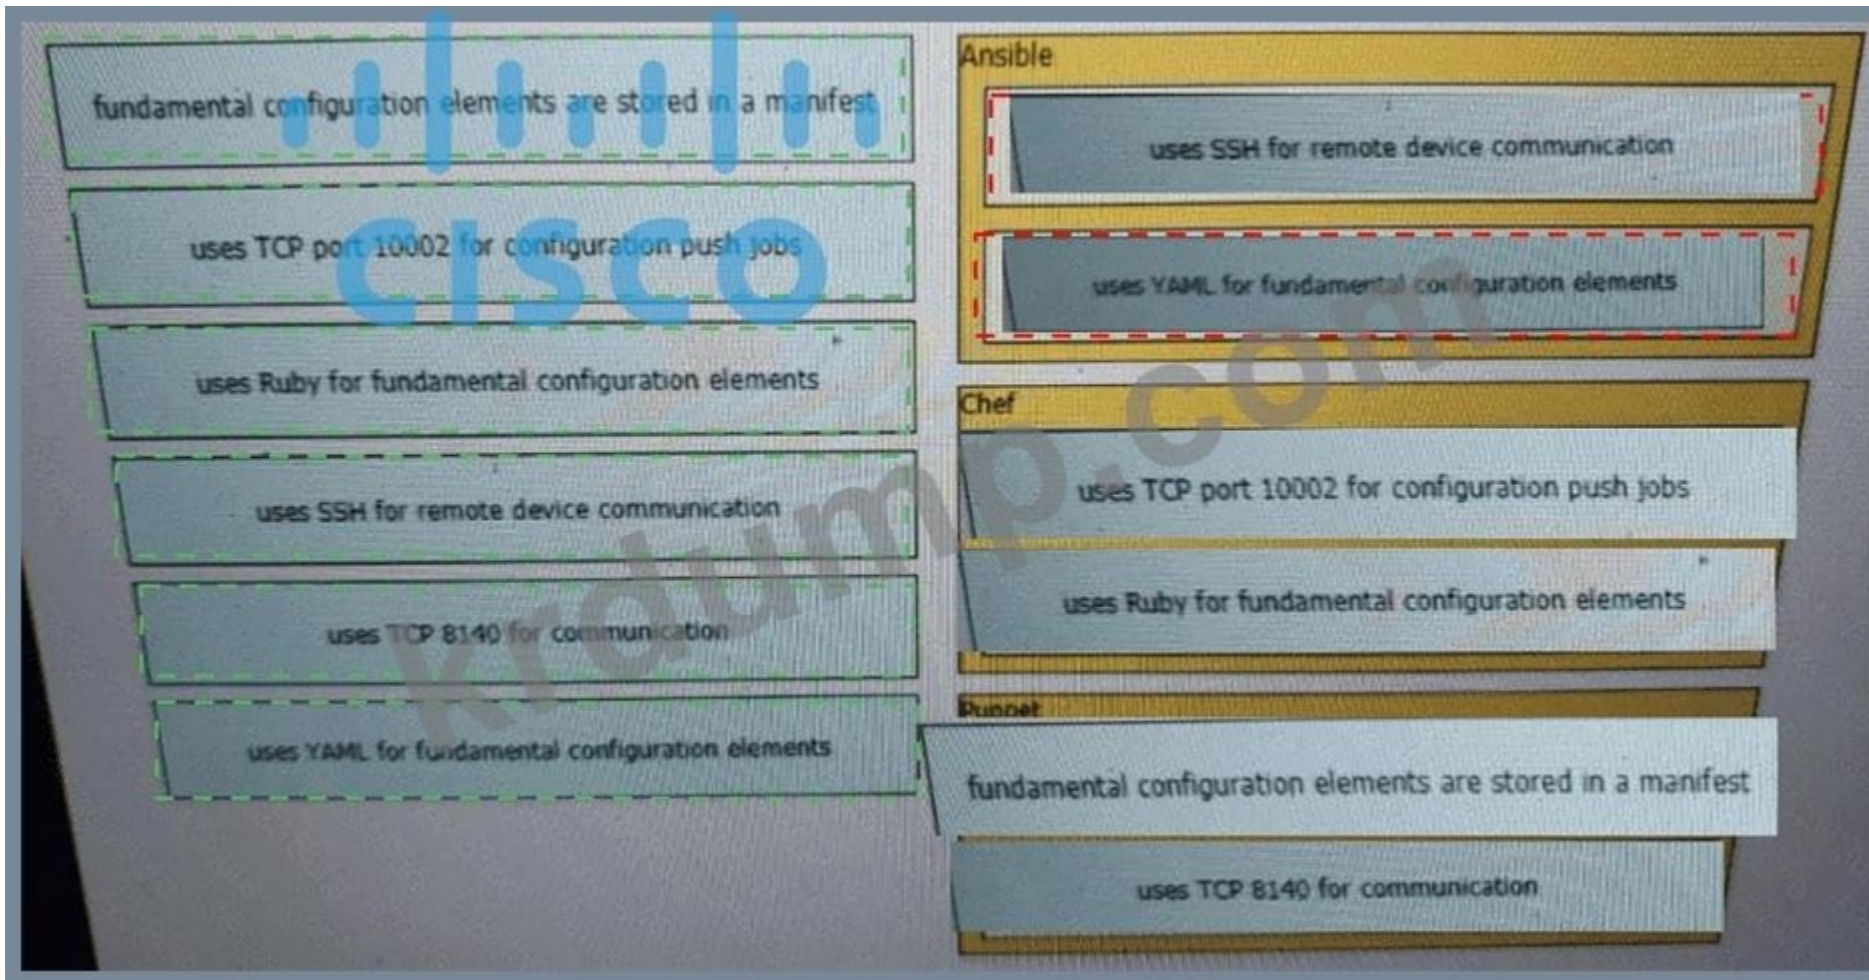 fundamental configuration elements are stored in a manifest
uses TCP port 10002 for configuration push jobs
uses Ruby for fundamental configuration elements
uses SSH for remote device communication
uses TCP 8140 for communication
uses YAML for fundamental configuration elements
Ansible
uses SSH for remote device communication
uses YAML for fundamental configuration elements
Chef
uses TCP port 10002 for configuration push jobs
uses Ruby for fundamental configuration elements
Puppet
fundamental configuration elements are stored in a manifest
uses TCP 8140 for communication
CISCO
krdump.com